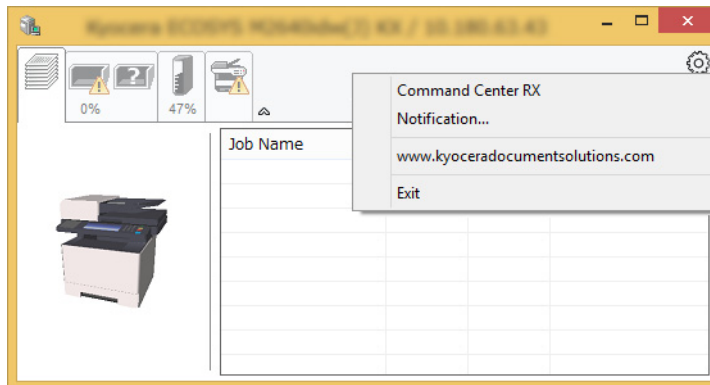 0%
47%
Command Center RX
Notification...
www.kyoceradocumentsolutions.com
Exit
Job Name